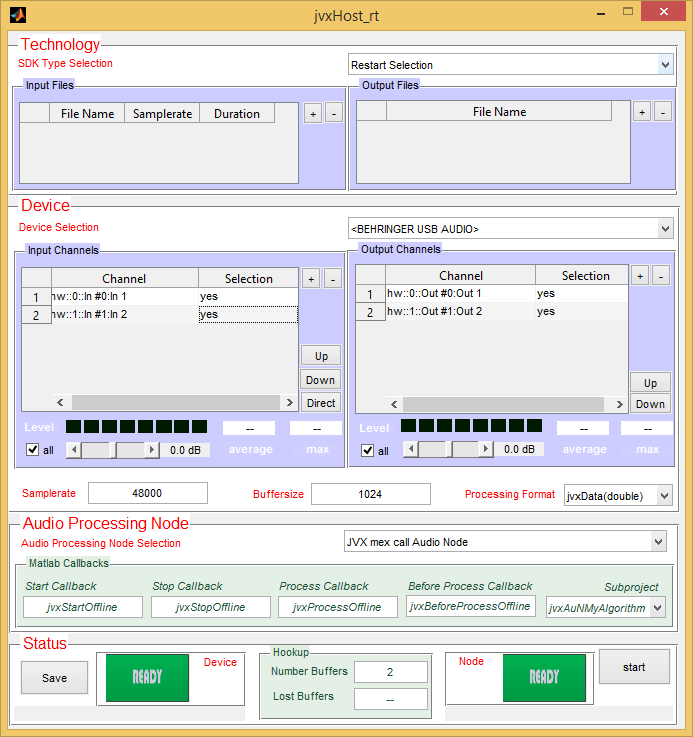 jvxHost_rt
Technology
SDK Type Selection
Restart Selection
Input Files
Output Files
File Name Samplerate Duration
+ -
File Name
+ -
Device
Device Selection
<BEHRINGER USB AUDIO>
Input Channels
Output Channels
Channel Selection
+ -
1 hw::0::In #0:In 1 yes
2 hw::1::In #1:In 2 yes
Up
Down
Direct
Channel Selection
+ -
1 hw::0::Out #0:Out 1 yes
2 hw::1::Out #1:Out 2 yes
Up
Down
Level -- --
all 0.0 dB average max
Level -- --
all 0.0 dB average max
Samplerate 48000 Buffersize 1024 Processing Format jvxData(double)
Audio Processing Node
Audio Processing Node Selection
JVX mex call Audio Node
Matlab Callbacks
Start Callback Stop Callback Process Callback Before Process Callback Subproject
jvxStartOffline jvxStopOffline jvxProcessOffline jvxBeforeProcessOffline jvxAuNMyAlgorithm
Status
Save
READY
Device
Hookup
Number Buffers 2
Lost Buffers --
Node
READY
start